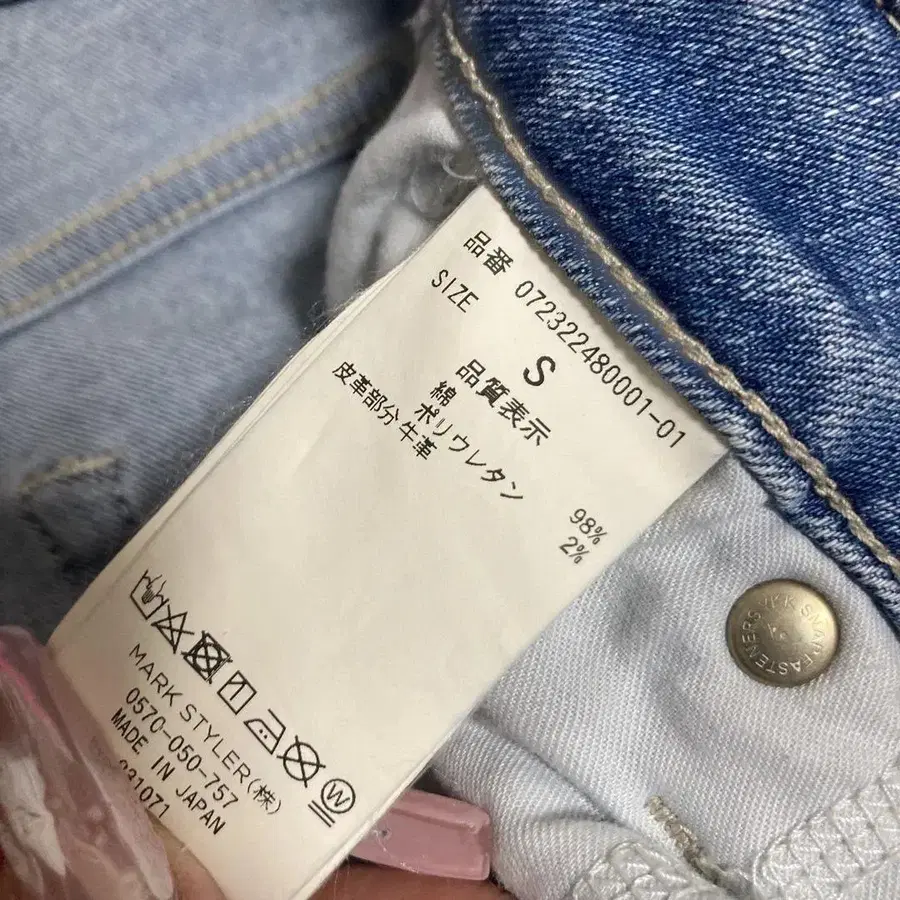 品番 072322480001-01
SIZE S
品質表示
綿 98%
ポリウレタン 2%
皮革部分 牛革
W
MARK STYLER(株)
0570-050-757
MADE IN JAPAN
YKK SNAP FASTENERS